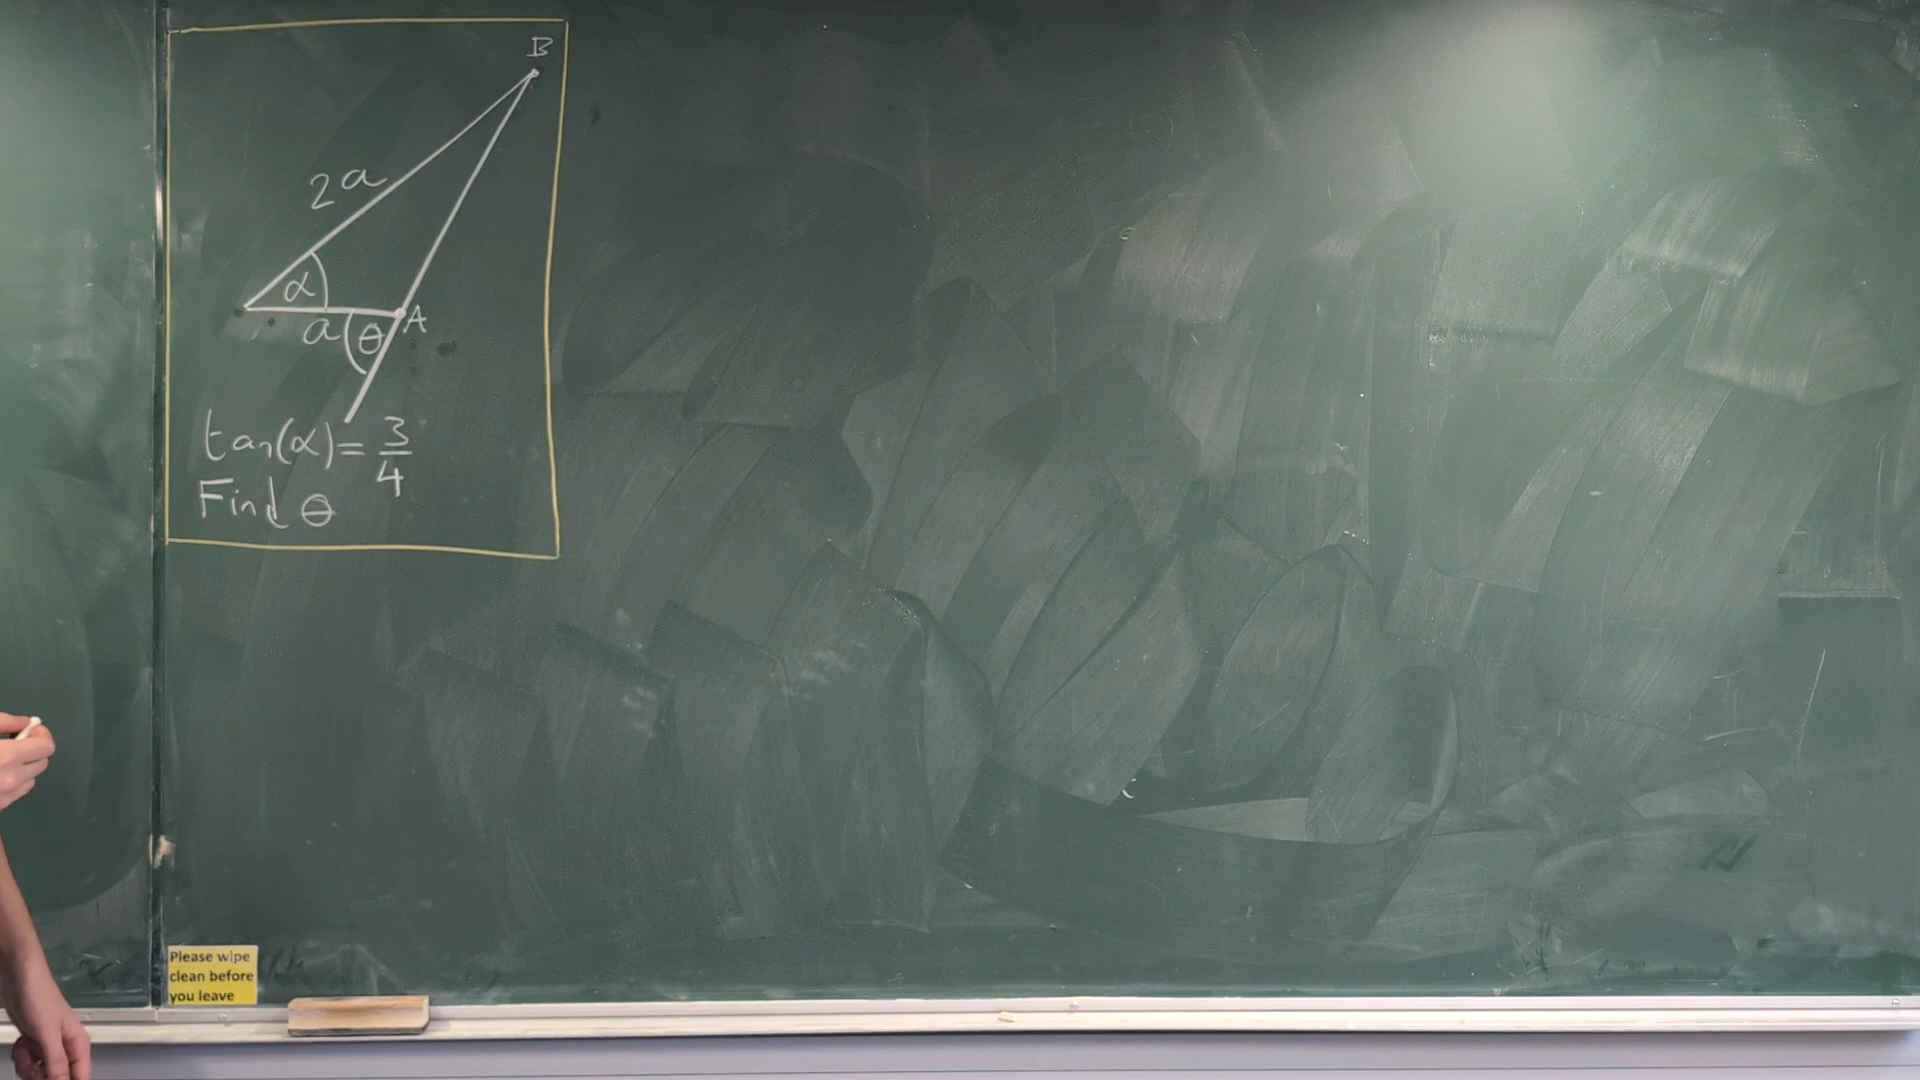 B
2a
α
a
θ
A
tan(α)=3/4
Find θ
Please wipe
clean before
you leave